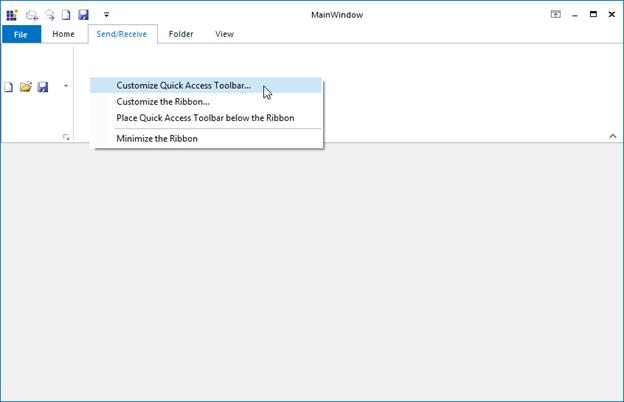 MainWindow
File Home Send/Receive Folder View
Customize Quick Access Toolbar...
Customize the Ribbon...
Place Quick Access Toolbar below the Ribbon
Minimize the Ribbon